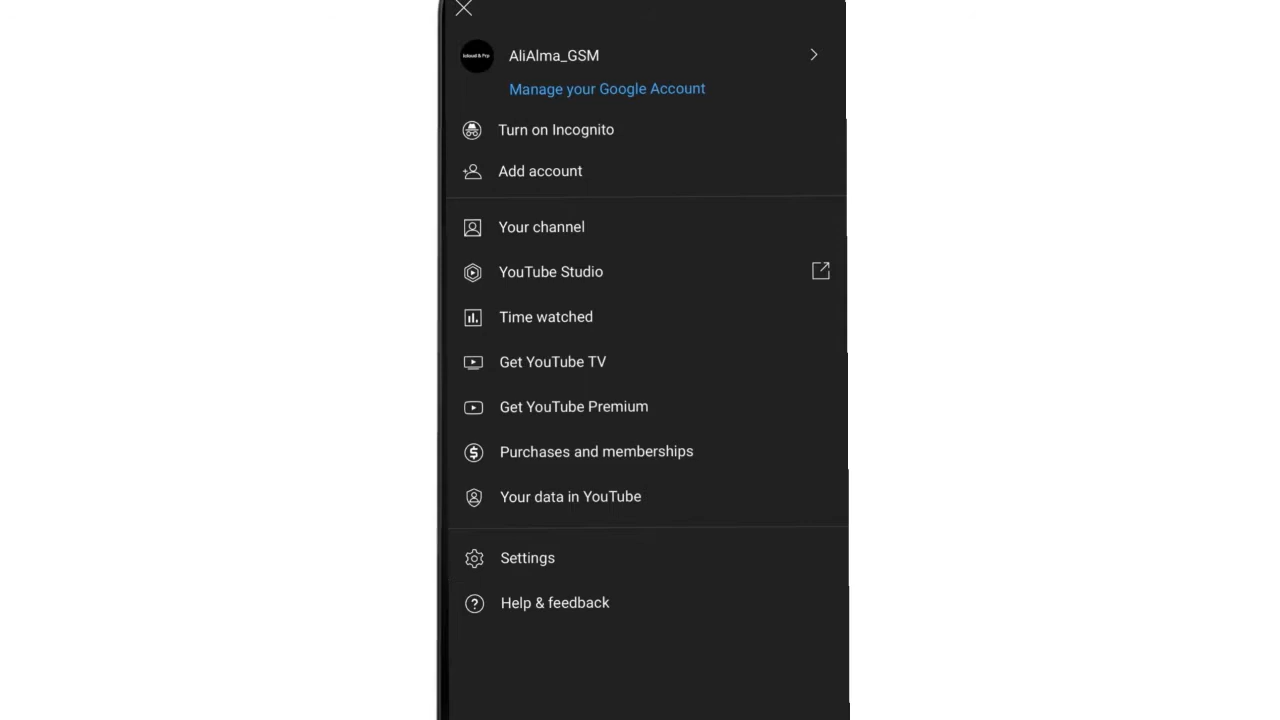 AliAlma_GSM
Manage your Google Account
Turn on Incognito
Add account
Your channel
YouTube Studio
Time watched
Get YouTube TV
Get YouTube Premium
Purchases and memberships
Your data in YouTube
Settings
Help & feedback